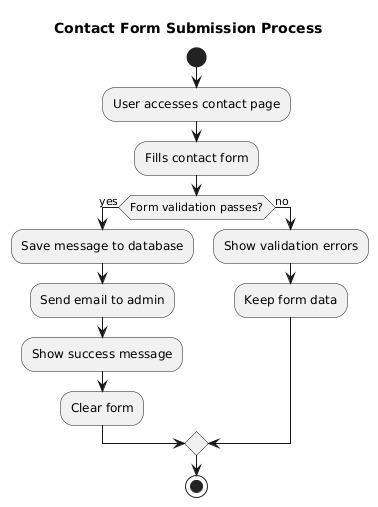 Contact Form Submission Process
User accesses contact page
Fills contact form
Form validation passes?
yes
no
Save message to database
Show validation errors
Send email to admin
Keep form data
Show success message
Clear form